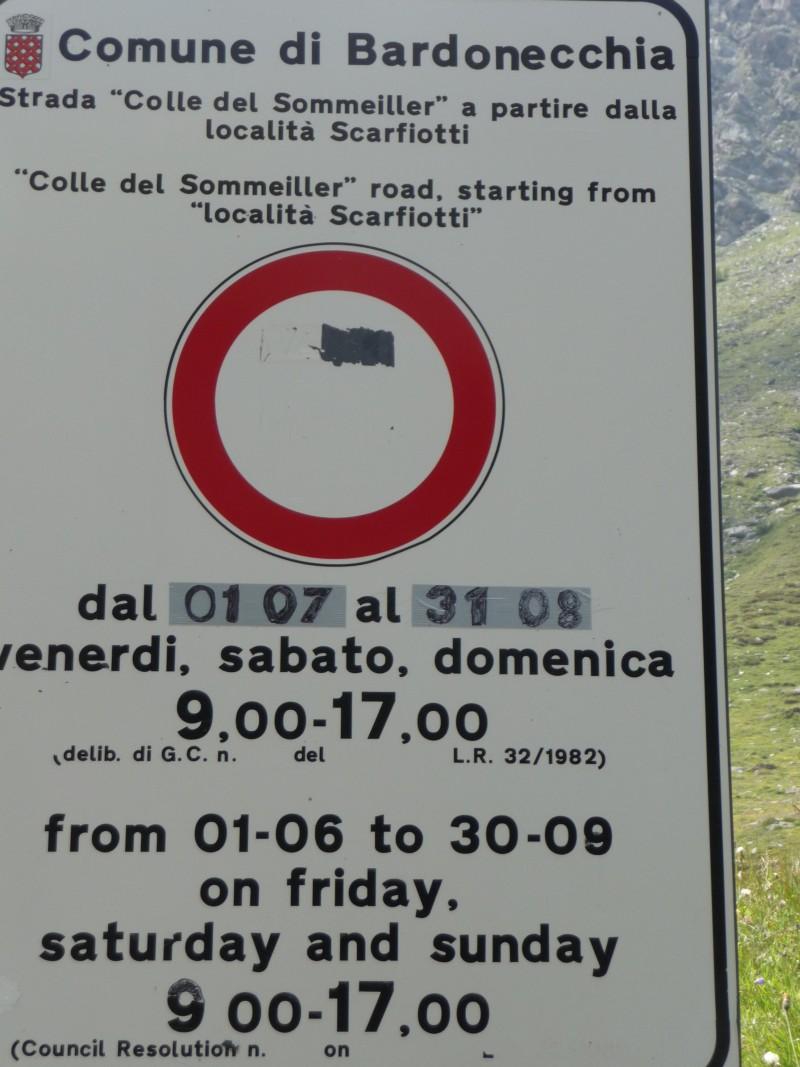 Comune di Bardonecchia
Strada “Colle del Sommeiller” a partire dalla
località Scarfiotti
“Colle del Sommeiller” road, starting from
“località Scarfiotti”
dal 01 07 al 31 08
venerdi, sabato, domenica
9,00-17,00
(delib. di G.C. n. del L.R. 32/1982)
from 01-06 to 30-09
on friday,
saturday and sunday
9 00-17,00
(Council Resolution n. on